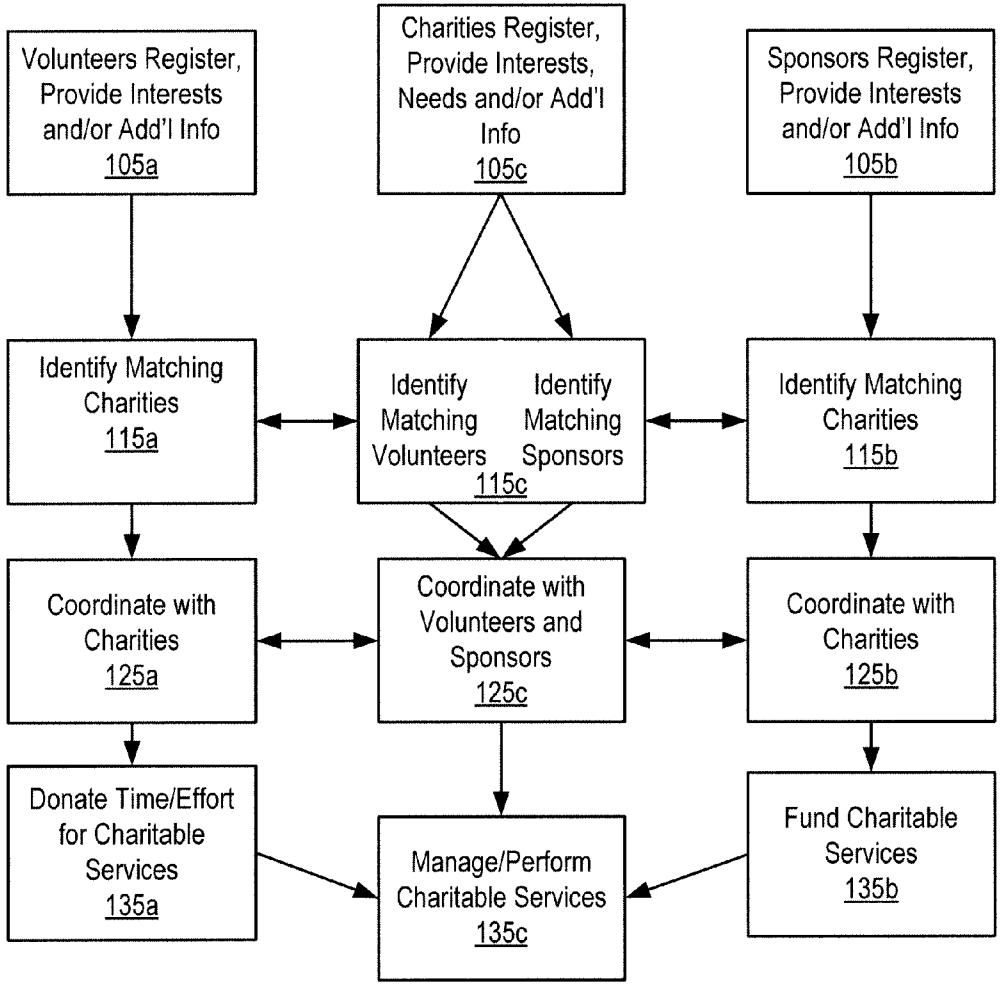 Volunteers Register,
Provide Interests
and/or Add'l Info
105a
Charities Register,
Provide Interests,
Needs and/or Add'l
Info
105c
Sponsors Register,
Provide Interests
and/or Add'l Info
105b
Identify Matching
Charities
115a
Identify
Matching
Volunteers
Identify
Matching
Sponsors
115c
Identify Matching
Charities
115b
Coordinate with
Charities
125a
Coordinate with
Volunteers and
Sponsors
125c
Coordinate with
Charities
125b
Donate Time/Effort
for Charitable
Services
135a
Manage/Perform
Charitable Services
135c
Fund Charitable
Services
135b